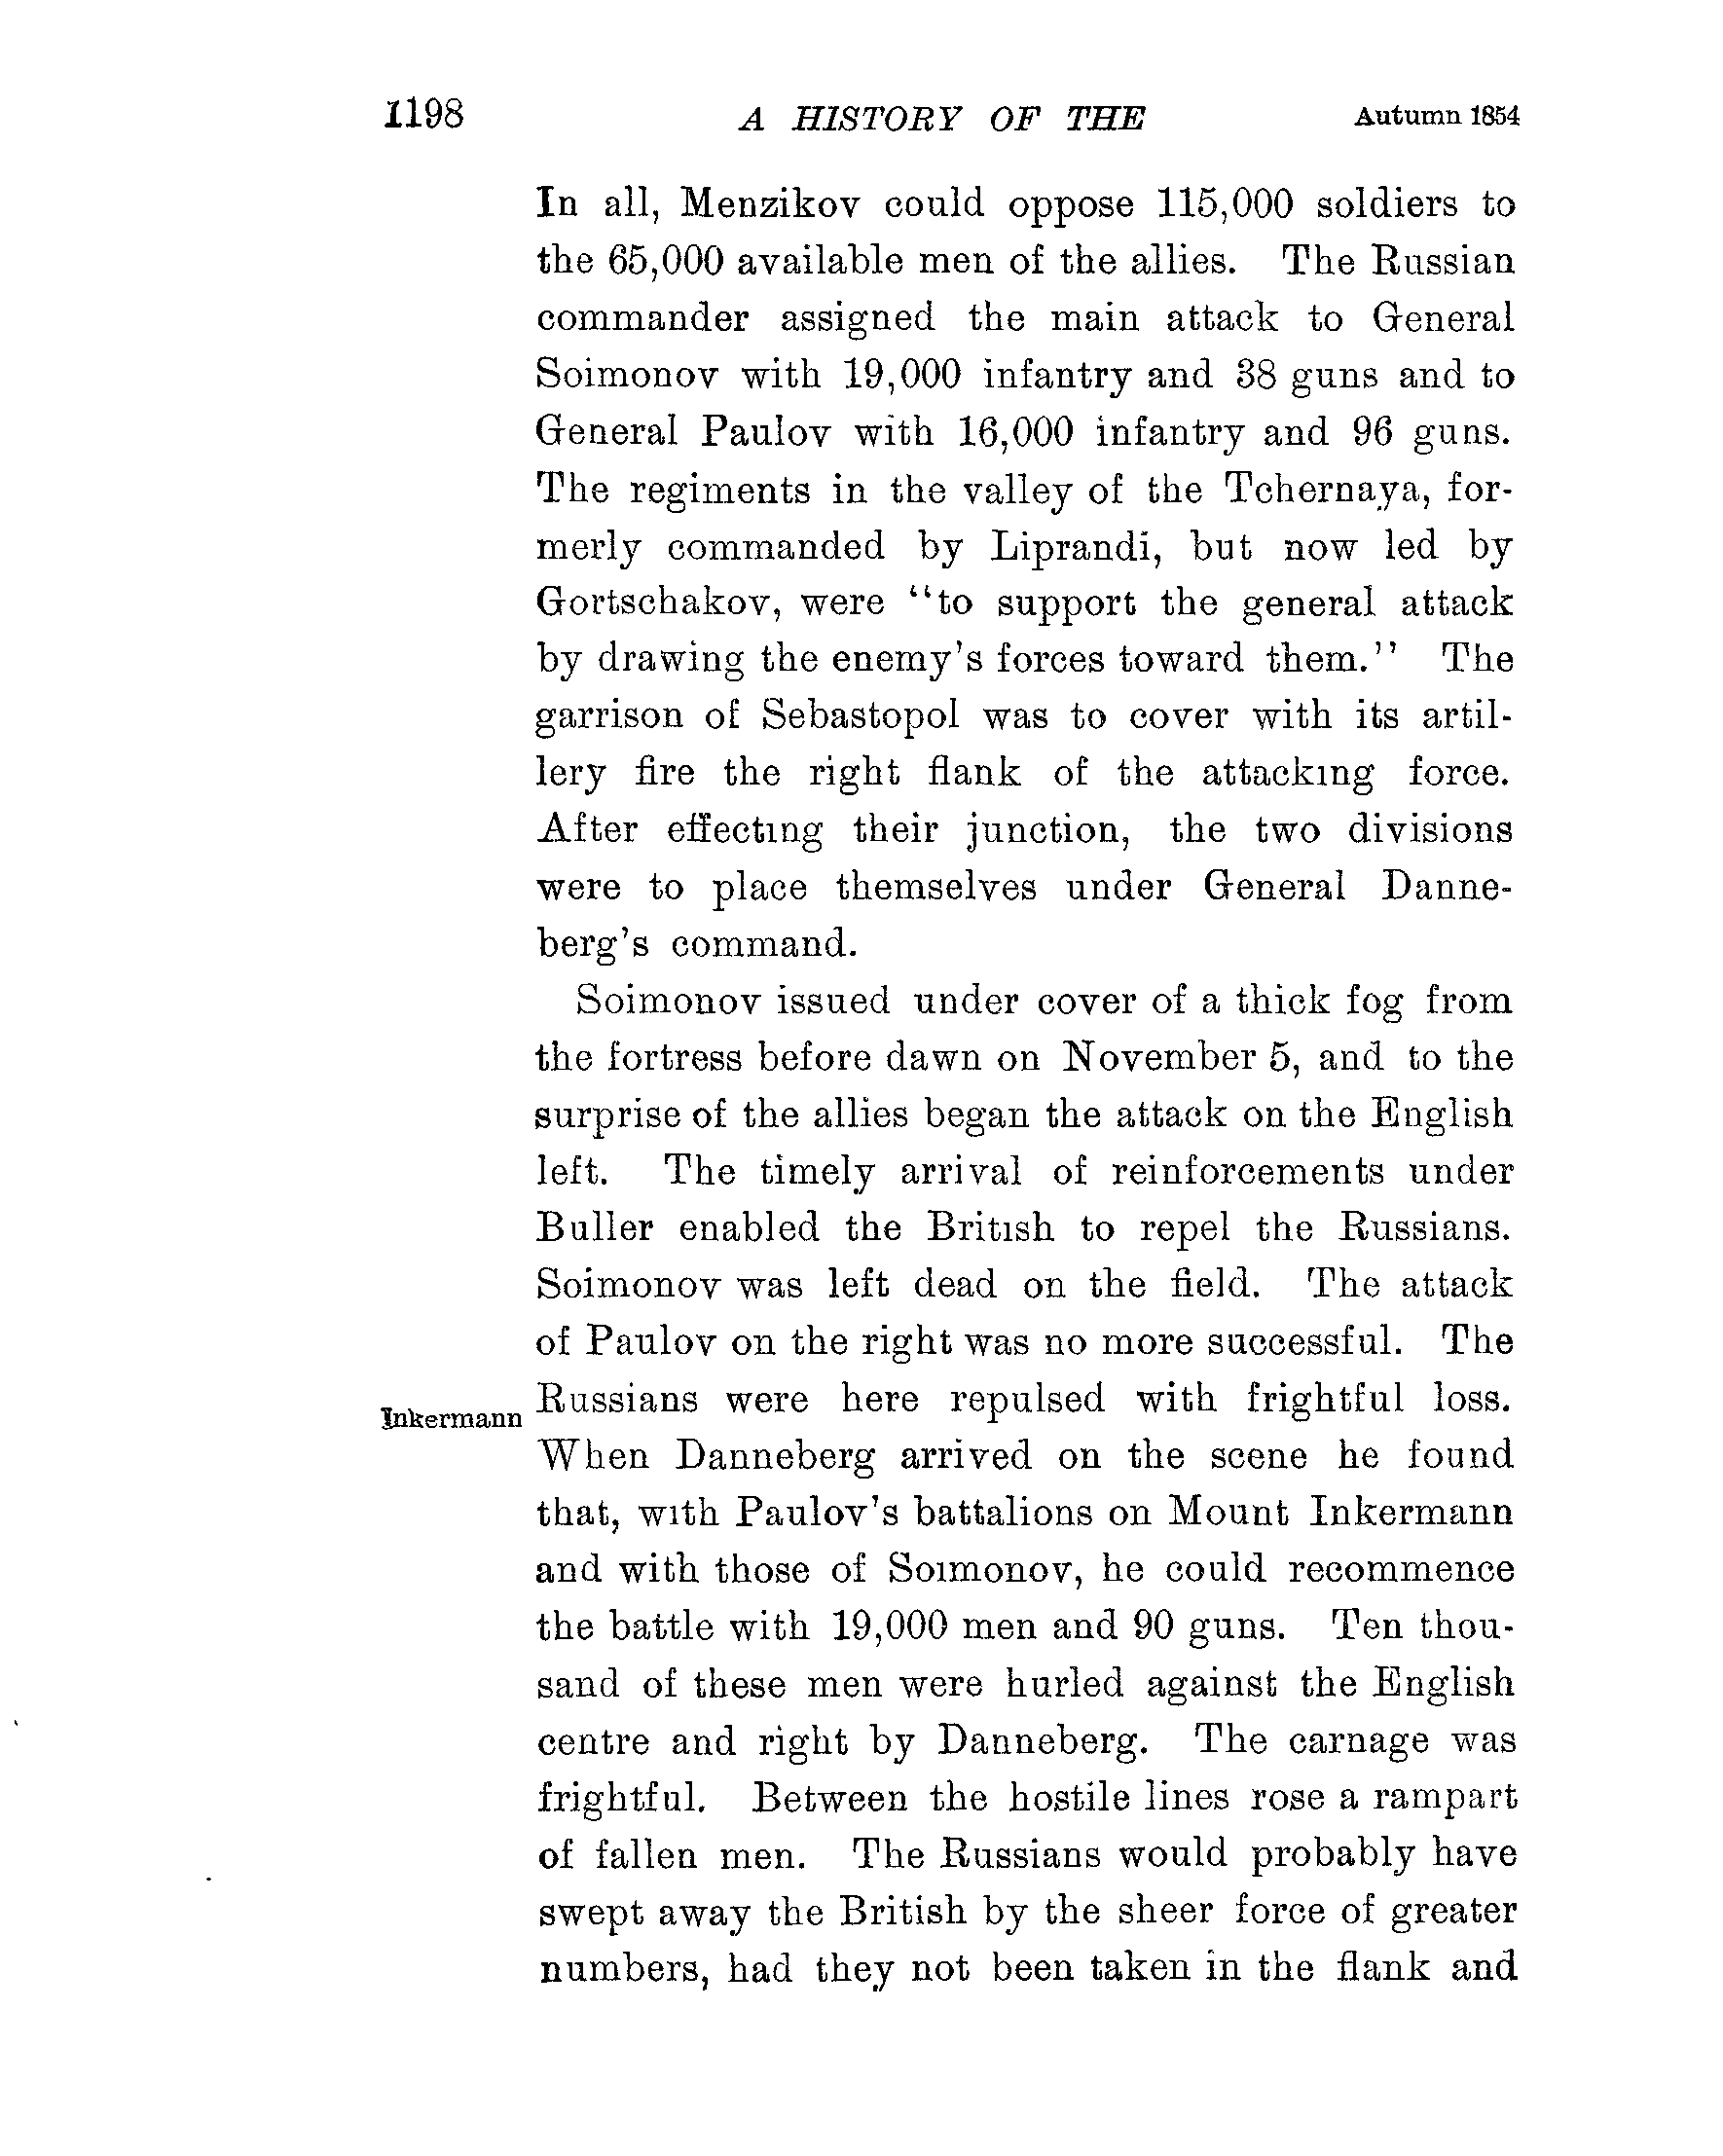 1198 A HISTORY OF THE Autumn 1854
In all, Menzikov could oppose 115,000 soldiers to
the 65,000 available men of the allies. The Russian
commander assigned the main attack to General
Soimonov with 19,000 infantry and 38 guns and to
General Paulov with 16,000 infantry and 96 guns.
The regiments in the valley of the Tchernaya, for-
merly commanded by Liprandi, but now led by
Gortschakov, were "to support the general attack
by drawing the enemy's forces toward them." The
garrison of Sebastopol was to cover with its artil-
lery fire the right flank of the attacking force.
After effecting their junction, the two divisions
were to place themselves under General Danne-
berg's command.
Soimonov issued under cover of a thick fog from
the fortress before dawn on November 5, and to the
surprise of the allies began the attack on the English
left. The timely arrival of reinforcements under
Buller enabled the British to repel the Russians.
Soimonov was left dead on the field. The attack
of Paulov on the right was no more successful. The
Inkermann
Russians were here repulsed with frightful loss.
When Danneberg arrived on the scene he found
that, with Paulov's battalions on Mount Inkermann
and with those of Soimonov, he could recommence
the battle with 19,000 men and 90 guns. Ten thou-
sand of these men were hurled against the English
centre and right by Danneberg. The carnage was
frightful. Between the hostile lines rose a rampart
of fallen men. The Russians would probably have
swept away the British by the sheer force of greater
numbers, had they not been taken in the flank and